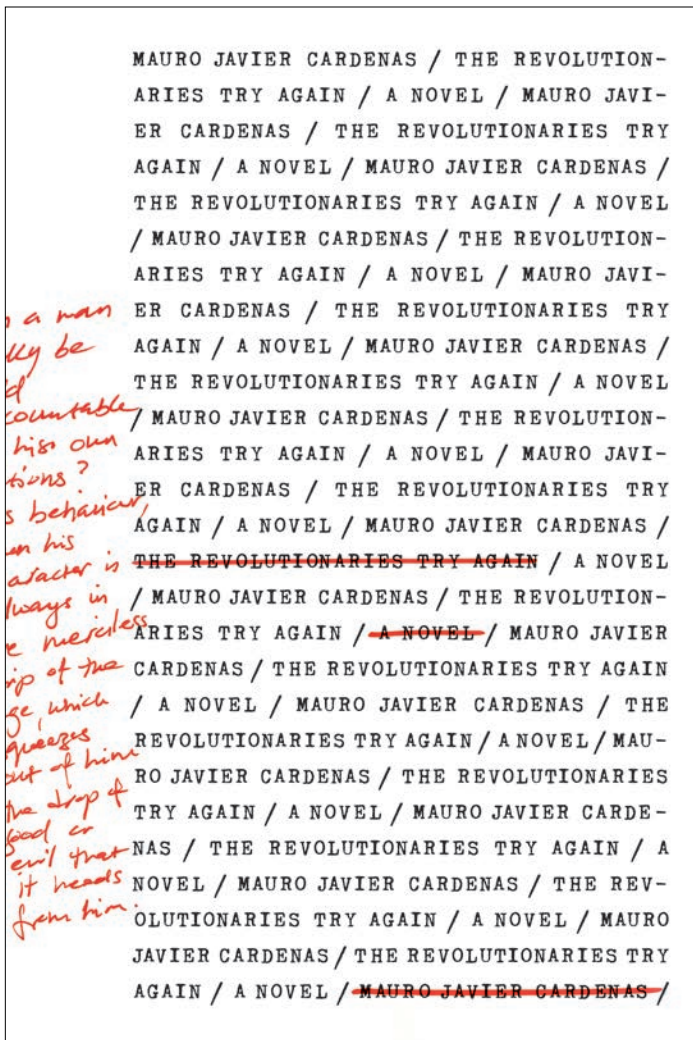 MAURO JAVIER CARDENAS / THE REVOLUTION-
ARIES TRY AGAIN / A NOVEL / MAURO JAVI-
ER CARDENAS / THE REVOLUTIONARIES TRY
AGAIN / A NOVEL / MAURO JAVIER CARDENAS /
THE REVOLUTIONARIES TRY AGAIN / A NOVEL
/ MAURO JAVIER CARDENAS / THE REVOLUTION-
ARIES TRY AGAIN / A NOVEL / MAURO JAVI-
ER CARDENAS / THE REVOLUTIONARIES TRY
AGAIN / A NOVEL / MAURO JAVIER CARDENAS /
THE REVOLUTIONARIES TRY AGAIN / A NOVEL
/ MAURO JAVIER CARDENAS / THE REVOLUTION-
ARIES TRY AGAIN / A NOVEL / MAURO JAVI-
ER CARDENAS / THE REVOLUTIONARIES TRY
AGAIN / A NOVEL / MAURO JAVIER CARDENAS /
THE REVOLUTIONARIES TRY AGAIN / A NOVEL
/ MAURO JAVIER CARDENAS / THE REVOLUTION-
ARIES TRY AGAIN / A NOVEL / MAURO JAVIER
CARDENAS / THE REVOLUTIONARIES TRY AGAIN
/ A NOVEL / MAURO JAVIER CARDENAS / THE
REVOLUTIONARIES TRY AGAIN / A NOVEL / MAU-
RO JAVIER CARDENAS / THE REVOLUTIONARIES
TRY AGAIN / A NOVEL / MAURO JAVIER CARDE-
NAS / THE REVOLUTIONARIES TRY AGAIN / A
NOVEL / MAURO JAVIER CARDENAS / THE REV-
OLUTIONARIES TRY AGAIN / A NOVEL / MAURO
JAVIER CARDENAS / THE REVOLUTIONARIES TRY
AGAIN / A NOVEL / MAURO JAVIER CARDENAS /
a man
be
countable
his own
tions?
s behaviour,
en his
aracter is
lways in
e merciless
rip of the
ge, which
queezes
out of him
the drop of
good or
evil that
it needs
from him.